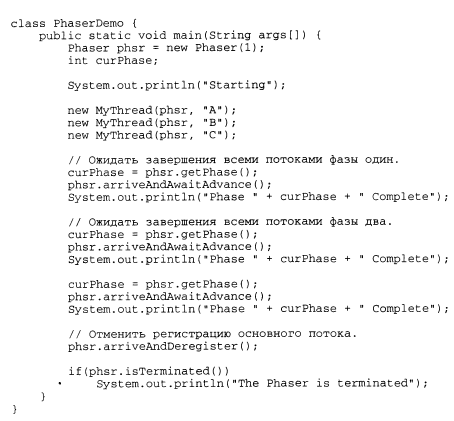 class PhaserDemo {
    public static void main(String args[]) {
        Phaser phsr = new Phaser(1);
        int curPhase;

        System.out.println("Starting");

        new MyThread(phsr, "A");
        new MyThread(phsr, "B");
        new MyThread(phsr, "C");

        // Ожидать завершения всеми потоками фазы один.
        curPhase = phsr.getPhase();
        phsr.arriveAndAwaitAdvance();
        System.out.println("Phase " + curPhase + " Complete");

        // Ожидать завершения всеми потоками фазы два.
        curPhase = phsr.getPhase();
        phsr.arriveAndAwaitAdvance();
        System.out.println("Phase " + curPhase + " Complete");

        curPhase = phsr.getPhase();
        phsr.arriveAndAwaitAdvance();
        System.out.println("Phase " + curPhase + " Complete");

        // Отменить регистрацию основного потока.
        phsr.arriveAndDeregister();

        if(phsr.isTerminated())
            System.out.println("The Phaser is terminated");
    }
}